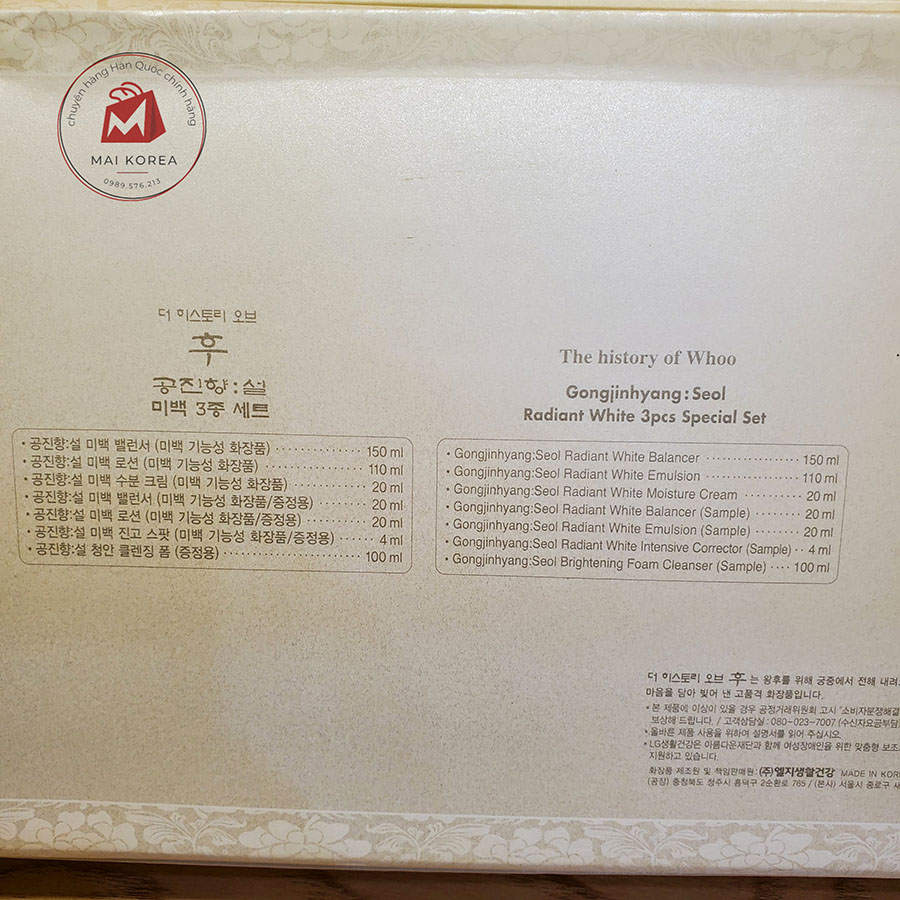 chuyên hàng Hàn Quốc chính hãng
MAI KOREA
0989.576.213
더 히스토리 오브
후
공진향:설
미백 3종 세트
• 공진향:설 미백 밸런서 (미백 기능성 화장품) ·············· 150 ml
• 공진향:설 미백 로션 (미백 기능성 화장품) ················ 110 ml
• 공진향:설 미백 수분 크림 (미백 기능성 화장품) ············ 20 ml
• 공진향:설 미백 밸런서 (미백 기능성 화장품/증정용) ········ 20 ml
• 공진향:설 미백 로션 (미백 기능성 화장품/증정용) ·········· 20 ml
• 공진향:설 미백 진고 스팟 (미백 기능성 화장품/증정용) ······ 4 ml
• 공진향:설 청안 클렌징 폼 (증정용) ······················ 100 ml
The history of Whoo
Gongjinhyang:Seol
Radiant White 3pcs Special Set
• Gongjinhyang:Seol Radiant White Balancer ················ 150 ml
• Gongjinhyang:Seol Radiant White Emulsion ················ 110 ml
• Gongjinhyang:Seol Radiant White Moisture Cream ·········· 20 ml
• Gongjinhyang:Seol Radiant White Balancer (Sample) ······· 20 ml
• Gongjinhyang:Seol Radiant White Emulsion (Sample) ······· 20 ml
• Gongjinhyang:Seol Radiant White Intensive Corrector (Sample) ·· 4 ml
• Gongjinhyang:Seol Brightening Foam Cleanser (Sample) ···· 100 ml
더 히스토리 오브 후 는 왕후를 위해 궁중에서 전해 내려
마음을 담아 빚어 낸 고품격 화장품입니다.
* 본 제품에 이상이 있을 경우 공정거래위원회 고시 "소비자분쟁해결
보상해 드립니다. / 고객상담실 : 080-023-7007 (수신자요금부담
* 올바른 제품 사용을 위하여 설명서를 읽어 주십시오.
* LG생활건강은 아름다운재단과 함께 여성장애인을 위한 맞춤형 보조
지원하고 있습니다.
화장품 제조원 및 책임판매원 : (주)엘지생활건강 MADE IN KOR
(공장) 충청북도 청주시 흥덕구 2순환로 765 / (본사) 서울시 종로구 새